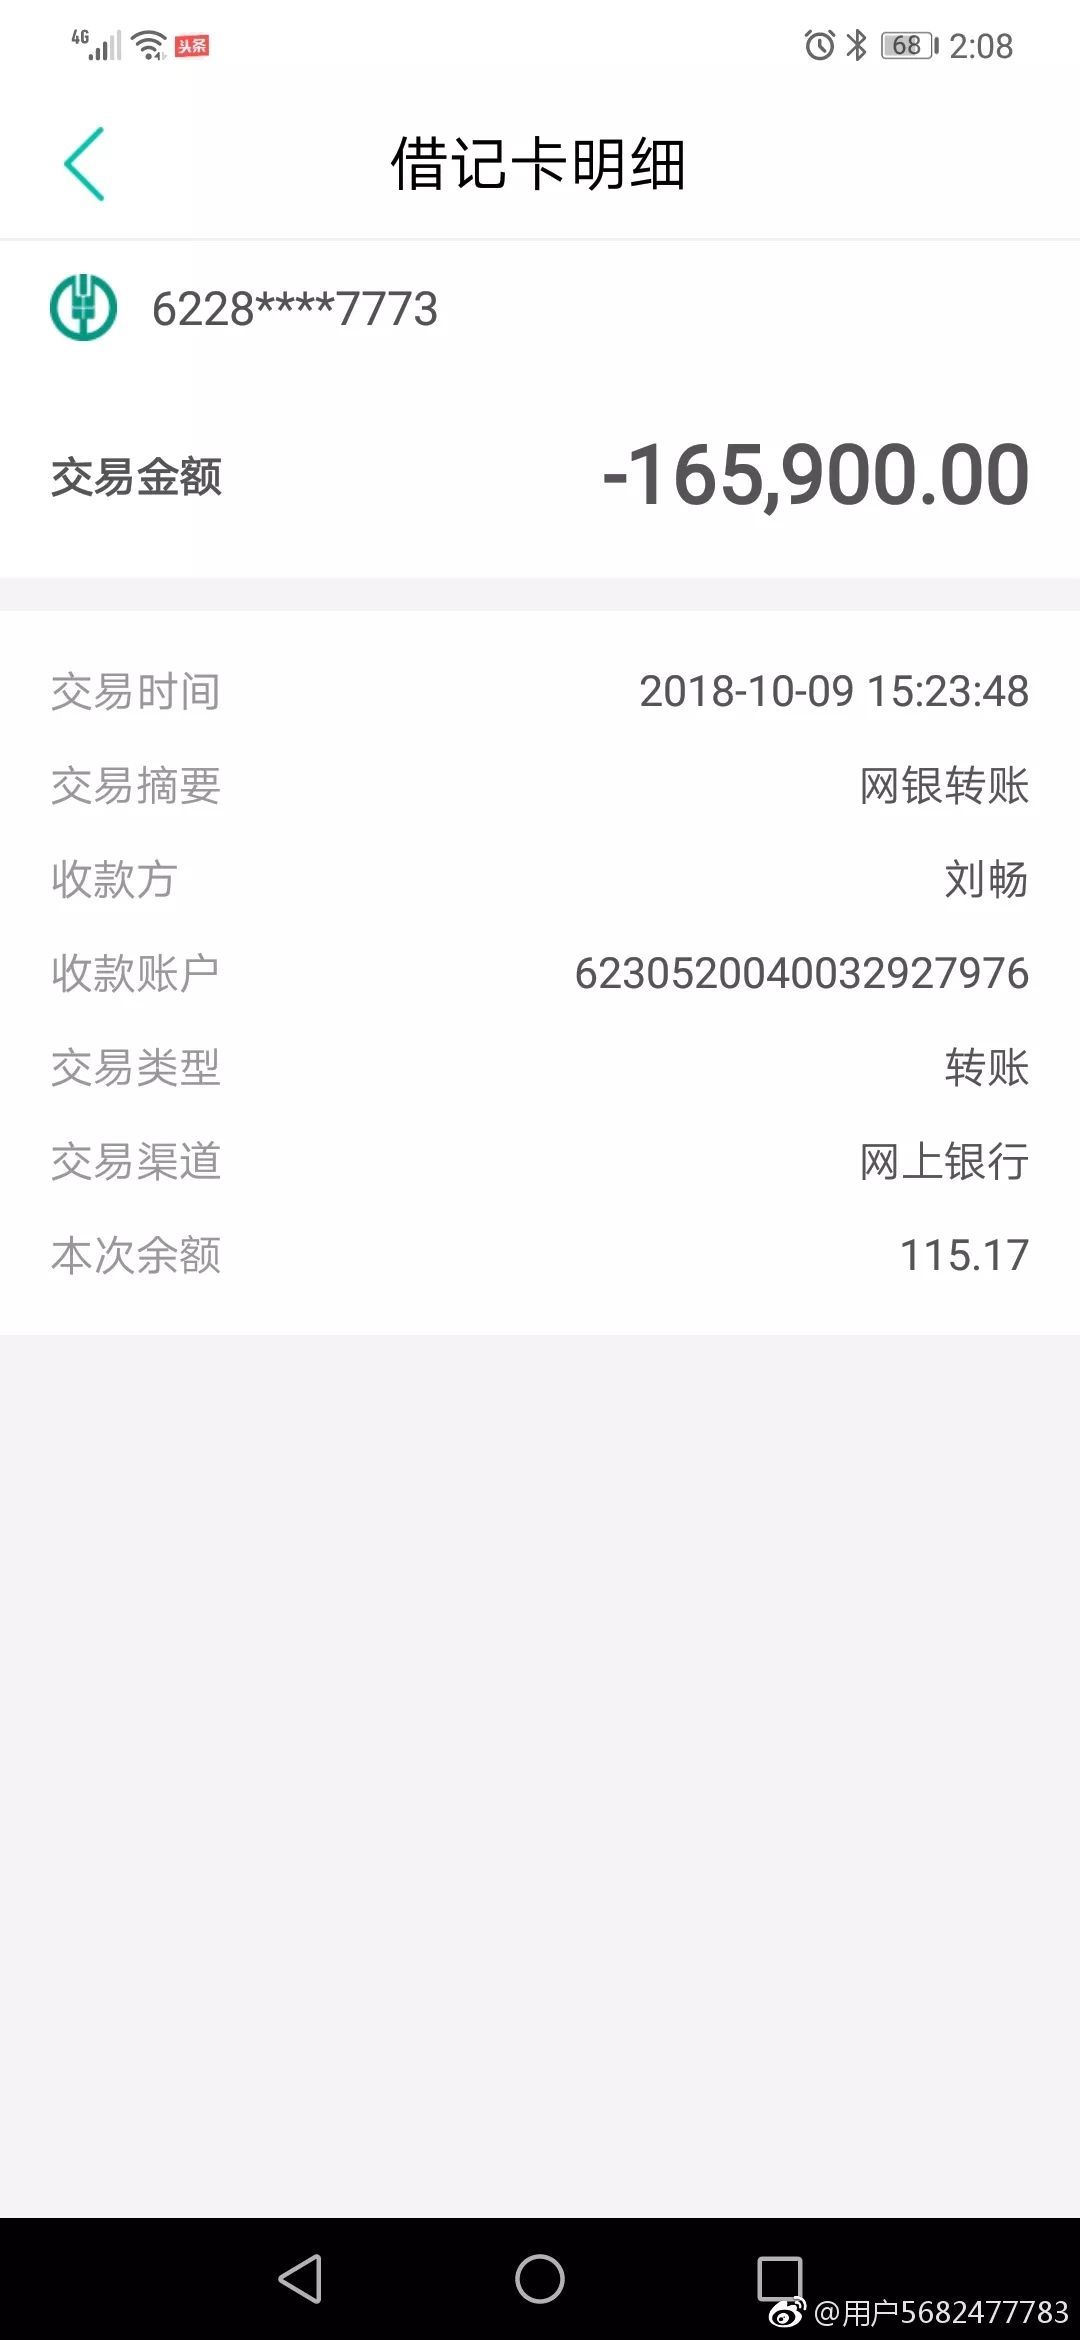 4G 头条 68 2:08
借记卡明细
6228****7773
交易金额 -165,900.00
交易时间 2018-10-09 15:23:48
交易摘要 网银转账
收款方 刘畅
收款账户 6230520040032927976
交易类型 转账
交易渠道 网上银行
本次余额 115.17
@用户5682477783